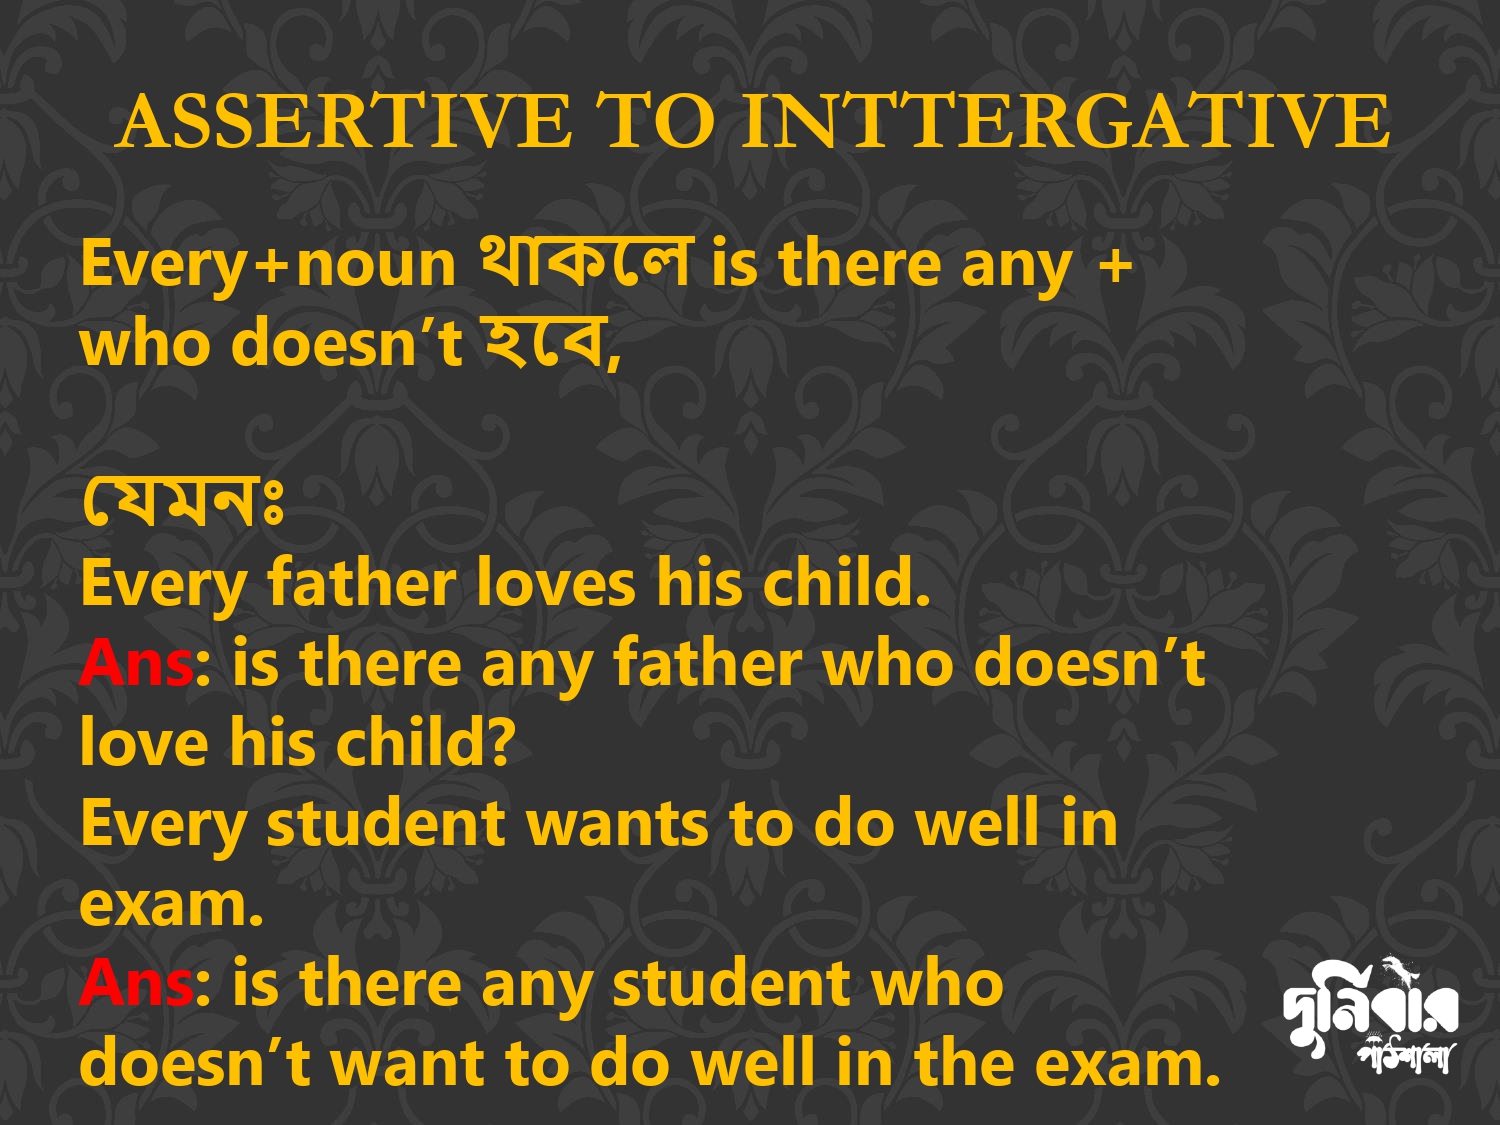 ASSERTIVE TO INTTERGATIVE
Every+noun থাকলে is there any +
who doesn’t হবে,
যেমনঃ
Every father loves his child.
Ans: is there any father who doesn’t
love his child?
Every student wants to do well in
exam.
Ans: is there any student who
doesn’t want to do well in the exam.
দুর্নিবার
পাঠশালা